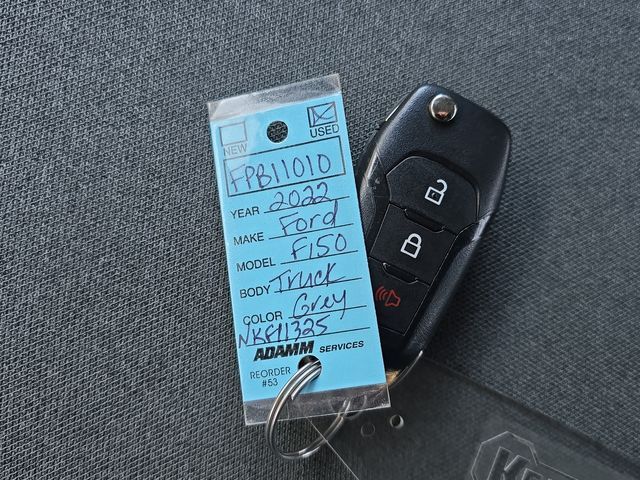 NEW USED
FPB11010
YEAR 2022
MAKE Ford
MODEL F150
BODY Truck
COLOR Grey
NKF11325
ADAMM SERVICES
REORDER
#53